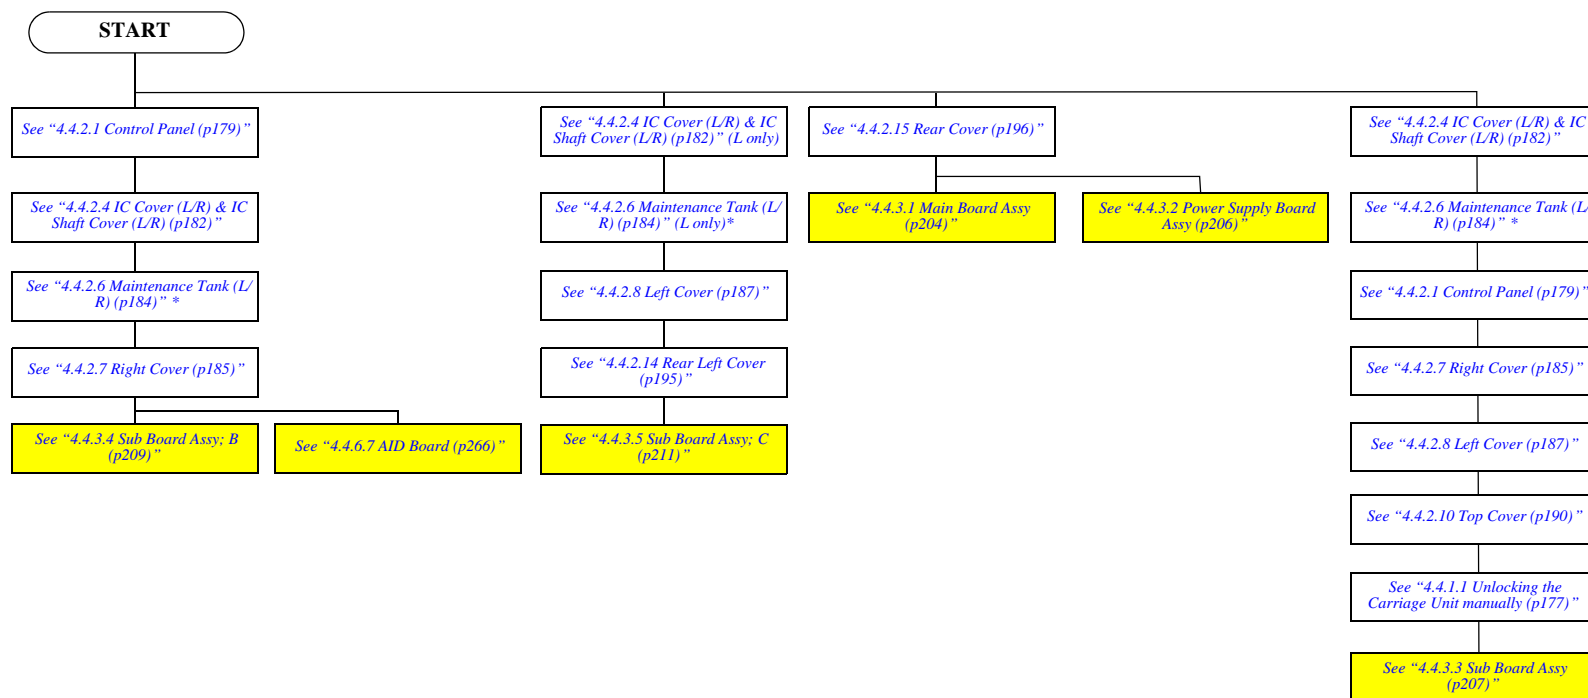 START
See “4.4.2.1 Control Panel (p179)”
See “4.4.2.4 IC Cover (L/R) & IC
Shaft Cover (L/R) (p182)”
See “4.4.2.6 Maintenance Tank (L/
R) (p184)” *
See “4.4.2.7 Right Cover (p185)”
See “4.4.3.4 Sub Board Assy; B
(p209)”
See “4.4.6.7 AID Board (p266)”
See “4.4.2.4 IC Cover (L/R) & IC
Shaft Cover (L/R) (p182)” (L only)
See “4.4.2.6 Maintenance Tank (L/
R) (p184)” (L only)*
See “4.4.2.8 Left Cover (p187)”
See “4.4.2.14 Rear Left Cover
(p195)”
See “4.4.3.5 Sub Board Assy; C
(p211)”
See “4.4.2.15 Rear Cover (p196)”
See “4.4.3.1 Main Board Assy
(p204)”
See “4.4.3.2 Power Supply Board
Assy (p206)”
See “4.4.2.4 IC Cover (L/R) & IC
Shaft Cover (L/R) (p182)”
See “4.4.2.6 Maintenance Tank (L/
R) (p184)” *
See “4.4.2.1 Control Panel (p179)”
See “4.4.2.7 Right Cover (p185)”
See “4.4.2.8 Left Cover (p187)”
See “4.4.2.10 Top Cover (p190)”
See “4.4.1.1 Unlocking the
Carriage Unit manually (p177)”
See “4.4.3.3 Sub Board Assy
(p207)”